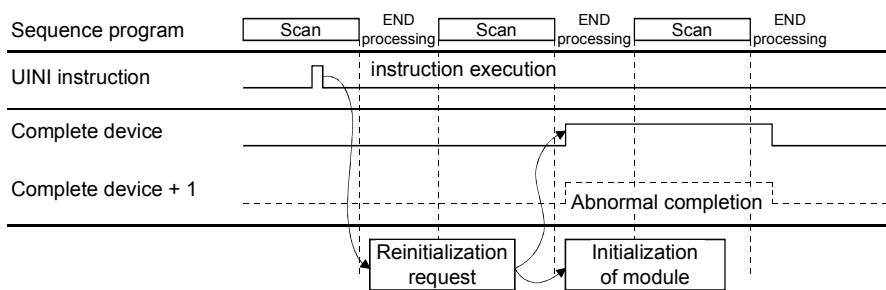 Sequence program
Scan
END
processing
Scan
END
processing
Scan
END
processing
UINI instruction
instruction execution
Complete device
Complete device + 1
Abnormal completion
Reinitialization
request
Initialization
of module